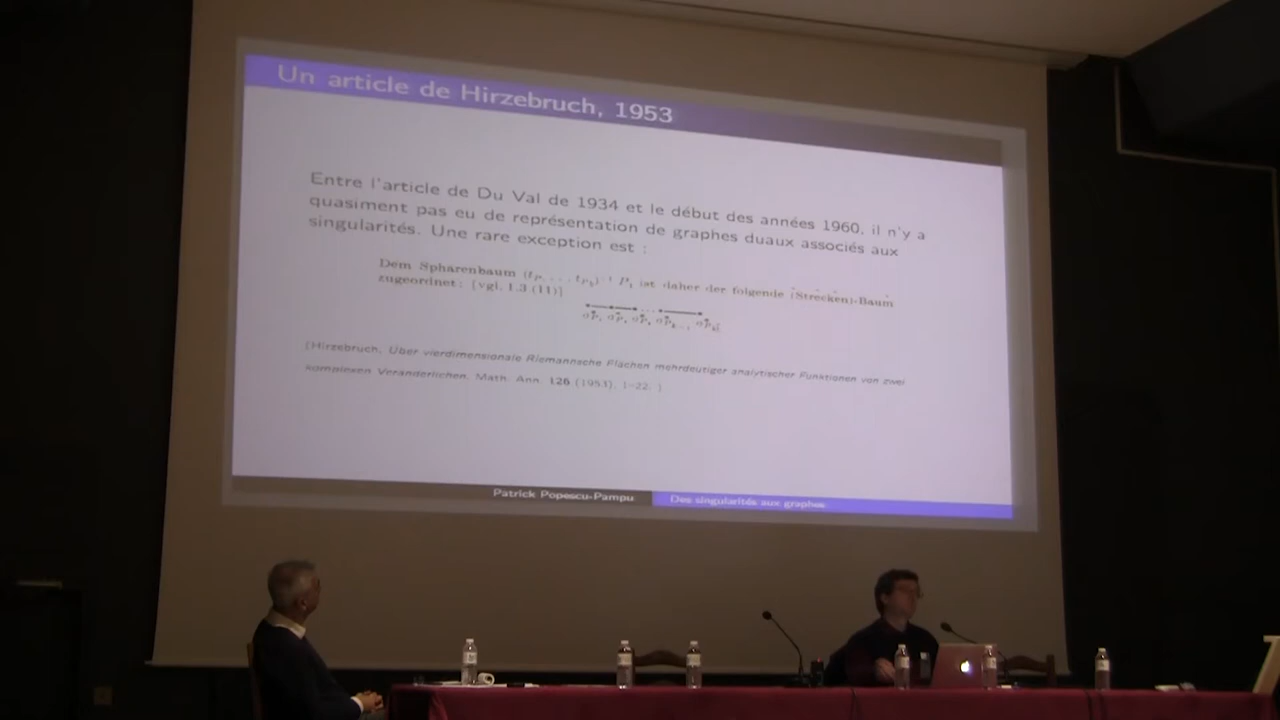 Un article de Hirzebruch, 1953
Entre l'article de Du Val de 1934 et le début des années 1960, il n'y a
quasiment pas eu de représentation de graphes duaux associés aux
singularités. Une rare exception est :
Dem Sphärenbaum ist daher der folgende (Strecken)-Baum
zugeordnet: [vgl. 1.3 (11)]
(Hirzebruch, Über vierdimensionale Riemannsche Flächen mehrdeutiger analytischer Funktionen von zwei
komplexen Veränderlichen. Math. Ann. 126 (1953), 1–22. )
Patrick Popescu-Pampu
Des singularités aux graphes